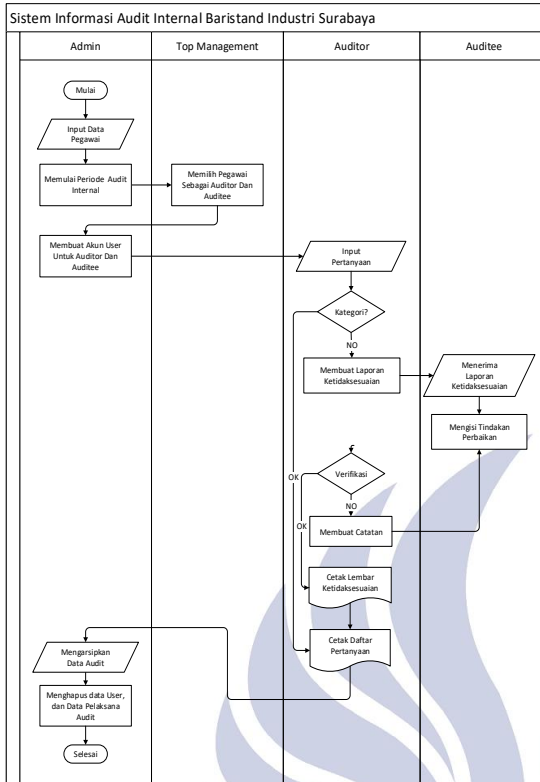 Sistem Informasi Audit Internal Baristand Industri Surabaya
Admin
Top Management
Auditor
Auditee
Mulai
Input Data
Pegawai
Memulai Periode Audit
Internal
Memilih Pegawai
Sebagai Auditor Dan
Auditee
Membuat Akun User
Untuk Auditor Dan
Auditee
Input
Pertanyaan
Kategori?
NO
Membuat Laporan
Ketidaksesuaian
Menerima
Laporan
Ketidaksesuaian
Mengisi Tindakan
Perbaikan
Verifikasi
OK
NO
OK
Membuat Catatan
Cetak Lembar
Ketidaksesuaian
Cetak Daftar
Pertanyaan
Mengarsipkan
Data Audit
Menghapus data User,
dan Data Pelaksana
Audit
Selesai